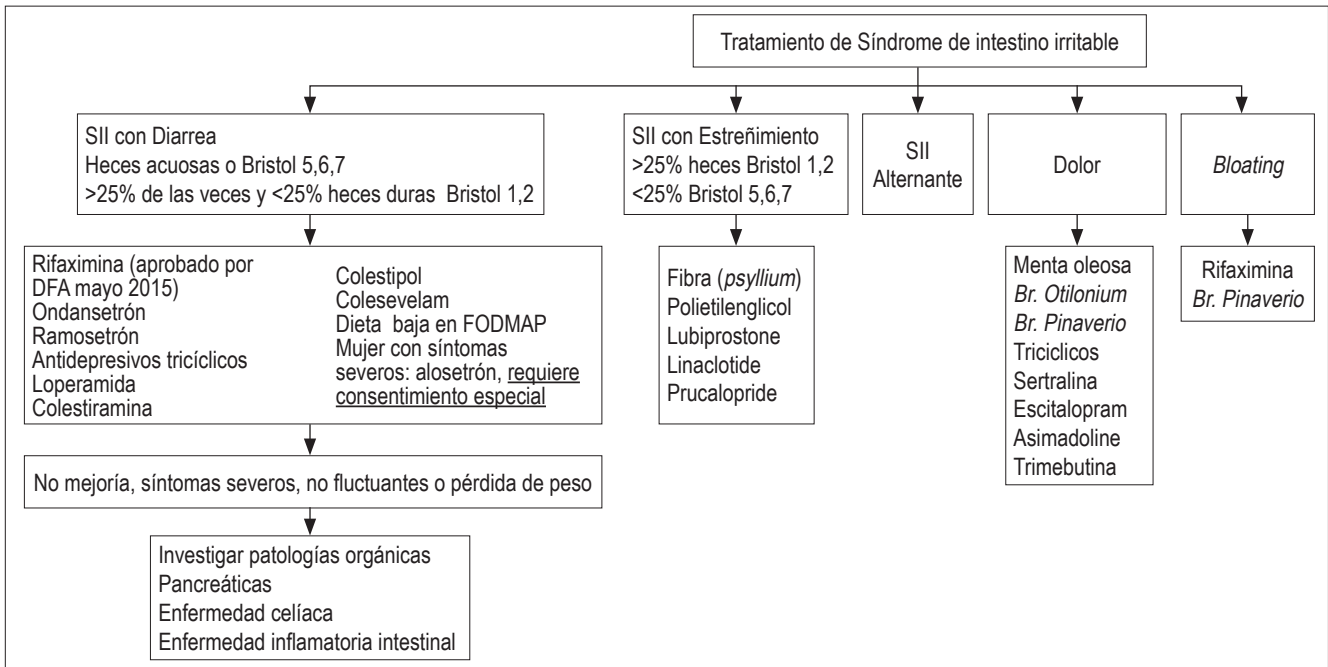 Tratamiento de Síndrome de intestino irritable
SII con Diarrea
Heces acuosas o Bristol 5,6,7
>25% de las veces y <25% heces duras Bristol 1,2
SII con Estreñimiento
>25% heces Bristol 1,2
<25% Bristol 5,6,7
SII
Alternante
Dolor
Bloating
Rifaximina (aprobado por
DFA mayo 2015)
Ondansetrón
Ramosetrón
Antidepresivos tricíclicos
Loperamida
Colestiramina
Colestipol
Colesevelam
Dieta baja en FODMAP
Mujer con síntomas
severos: alosetrón, requiere
consentimiento especial
Fibra (psyllium)
Polietilenglicol
Lubiprostone
Linaclotide
Prucalopride
Menta oleosa
Br. Otilonium
Br. Pinaverio
Triciclicos
Sertralina
Escitalopram
Asimadoline
Trimebutina
Rifaximina
Br. Pinaverio
No mejoría, síntomas severos, no fluctuantes o pérdida de peso
Investigar patologías orgánicas
Pancreáticas
Enfermedad celíaca
Enfermedad inflamatoria intestinal